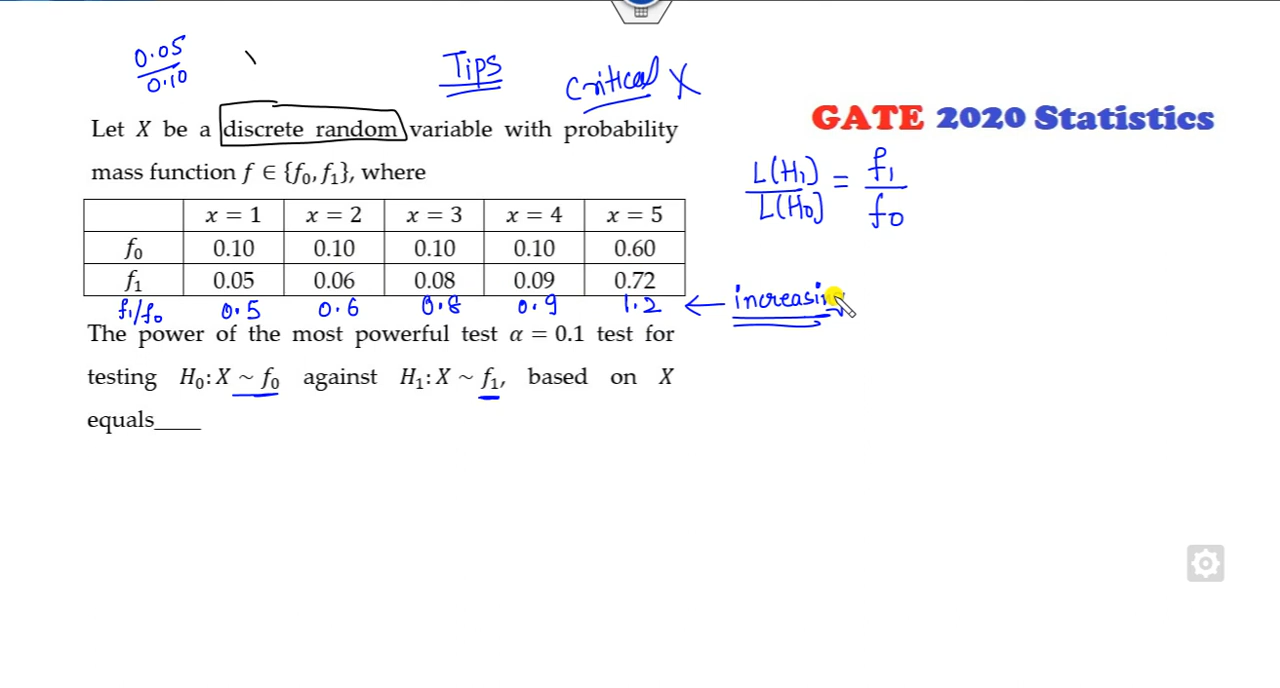 0.05
0.10
Tips
Critical X
Let X be a discrete random variable with probability
mass function f ∈ {f₀, f₁}, where
GATE 2020 Statistics
L(H₁) = f₁
L(H₀) f₀
x = 1 x = 2 x = 3 x = 4 x = 5
f₀ 0.10 0.10 0.10 0.10 0.60
f₁ 0.05 0.06 0.08 0.09 0.72
f₁/f₀ 0.5 0.6 0.8 0.9 1.2 ← increasin
The power of the most powerful test α = 0.1 test for
testing H₀: X ~ f₀ against H₁: X ~ f₁, based on X
equals____